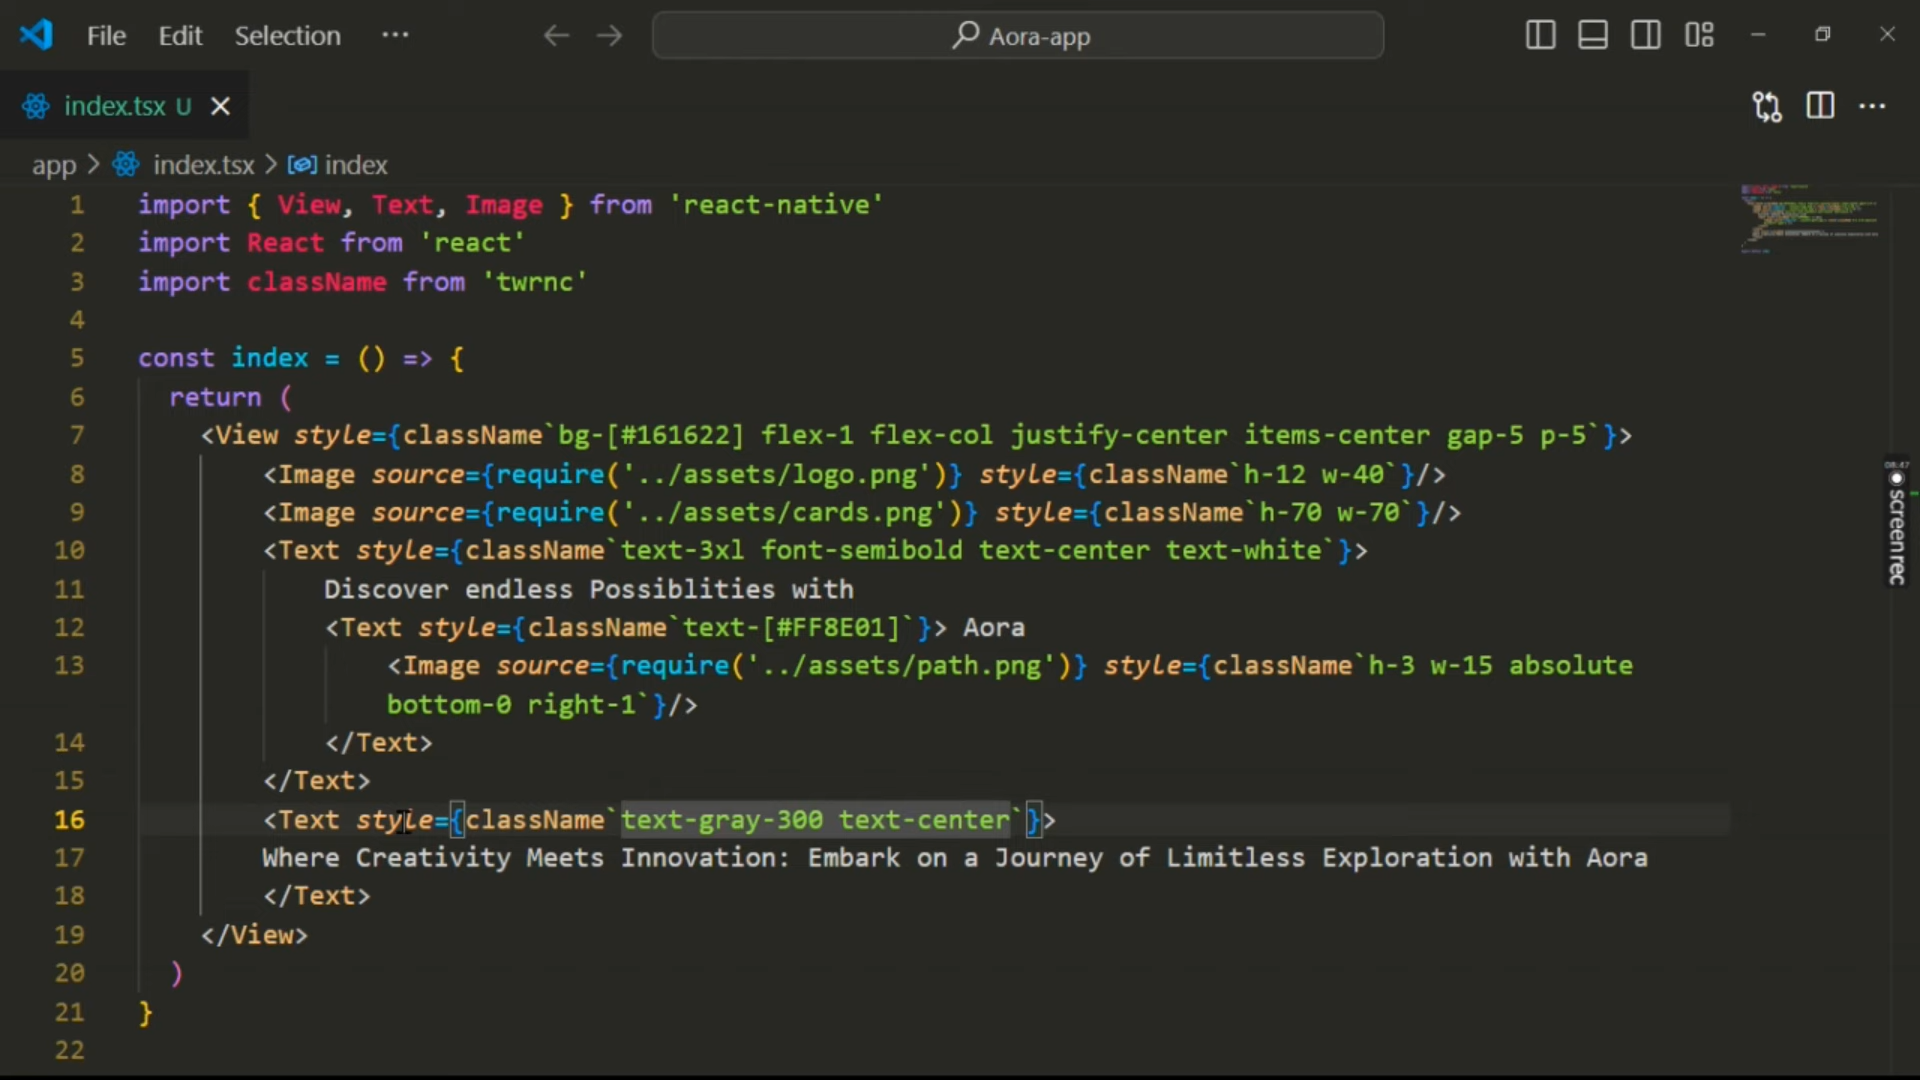 File Edit Selection ··· Aora-app
index.tsx U
app > index.tsx > index
1 import { View, Text, Image } from 'react-native'
2 import React from 'react'
3 import className from 'twrnc'
4
5 const index = () => {
6 return (
7 <View style={className`bg-[#161622] flex-1 flex-col justify-center items-center gap-5 p-5`}>
8 <Image source={require('../assets/logo.png')} style={className`h-12 w-40`}/>
9 <Image source={require('../assets/cards.png')} style={className`h-70 w-70`}/>
10 <Text style={className`text-3xl font-semibold text-center text-white`}>
11 Discover endless Possiblities with
12 <Text style={className`text-[#FF8E01]`}> Aora
13 <Image source={require('../assets/path.png')} style={className`h-3 w-15 absolute
bottom-0 right-1`}/>
14 </Text>
15 </Text>
16 <Text style={className`text-gray-300 text-center`}>
17 Where Creativity Meets Innovation: Embark on a Journey of Limitless Exploration with Aora
18 </Text>
19 </View>
20 )
21 }
22
08:47
screenrec